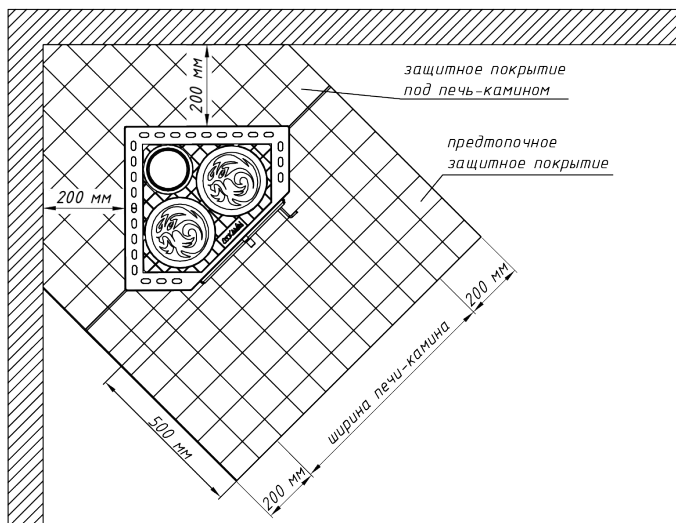 200 мм
защитное покрытие
под печь-камином
предтопочное
защитное покрытие
200 мм
200 мм
ширина печи-камина
500 мм
200 мм